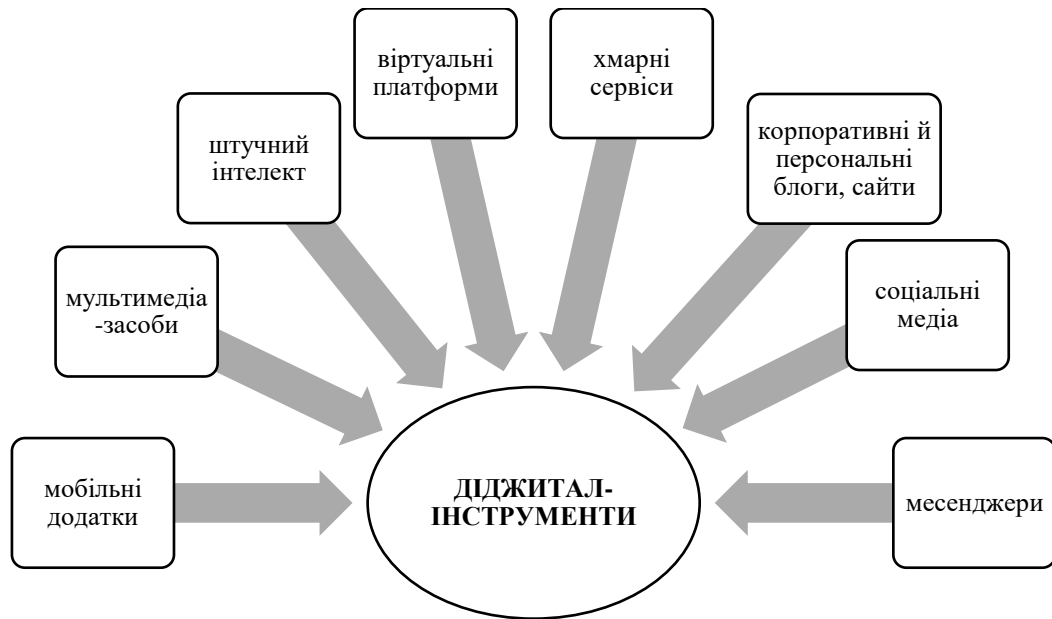 віртуальні
платформи
хмарні
сервіси
штучний
інтелект
корпоративні й
персональні
блоги, сайти
мультимедіа
-засоби
соціальні
медіа
мобільні
додатки
ДІДЖИТАЛ-
ІНСТРУМЕНТИ
месенджери